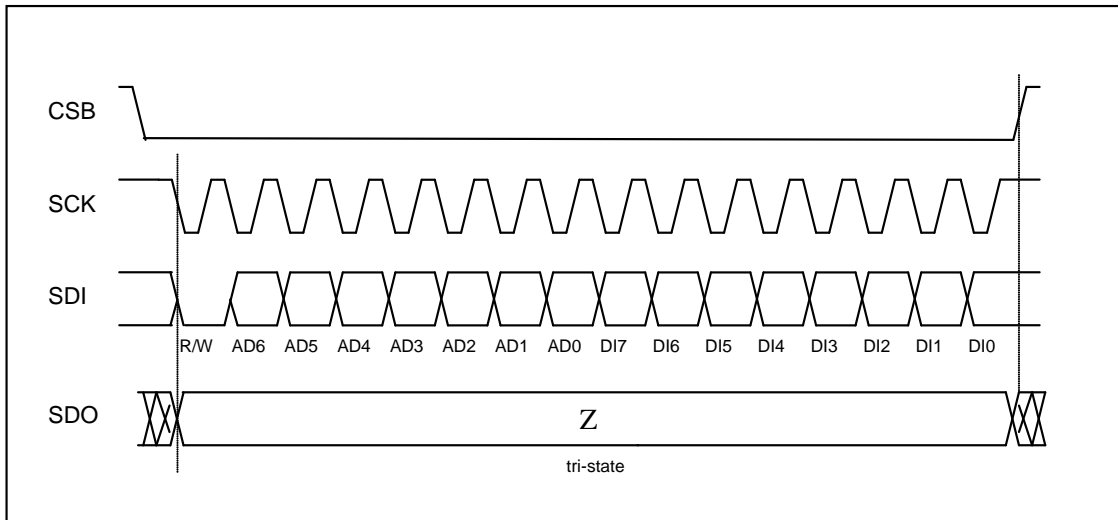 CSB
SCK
SDI
R/W AD6 AD5 AD4 AD3 AD2 AD1 AD0 DI7 DI6 DI5 DI4 DI3 DI2 DI1 DI0
SDO Z
tri-state